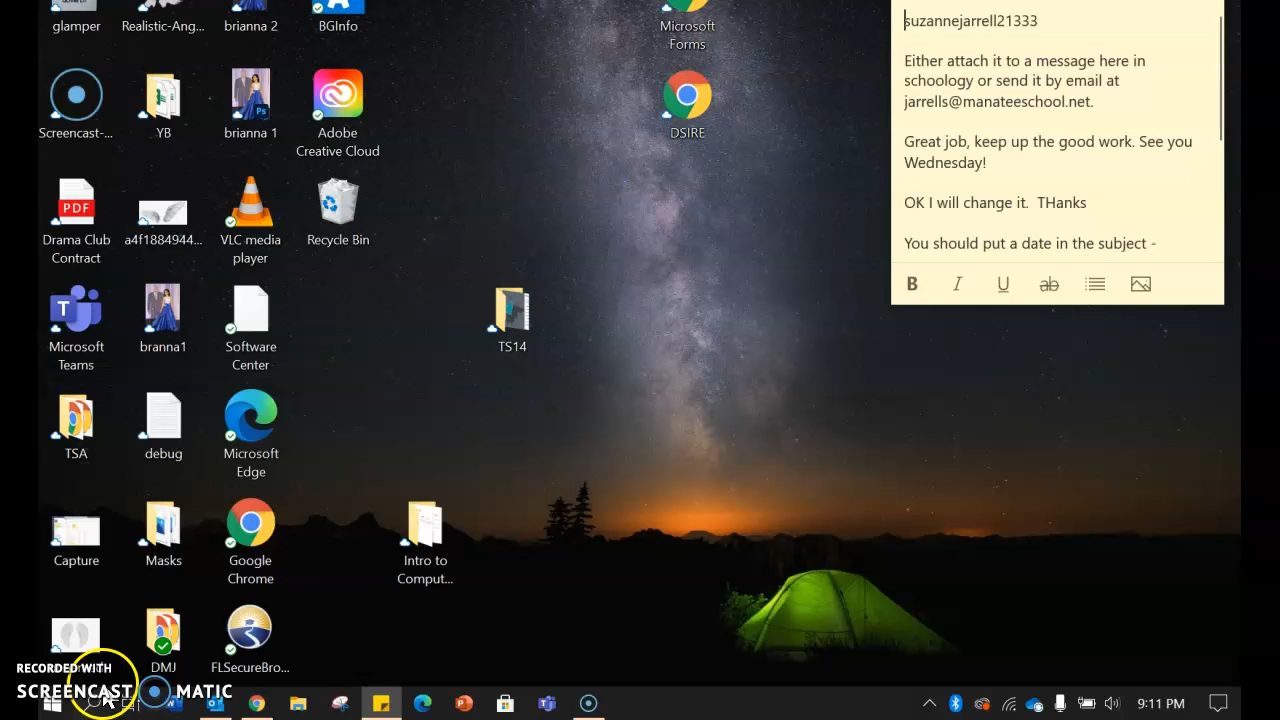 glamper
Realistic-Ang...
brianna 2
BGInfo
Microsoft
Forms
Screencast-...
YB
brianna 1
Ps
Adobe
Creative Cloud
DSIRE
PDF
Drama Club
Contract
a4f1884944...
VLC media
player
Recycle Bin
T
Microsoft
Teams
branna1
Software
Center
TS14
TSA
debug
Microsoft
Edge
Capture
Masks
Google
Chrome
Intro to
Comput...
DMJ
FLSecureBro...
suzannejarrell21333
Either attach it to a message here in
schoology or send it by email at
jarrells@manateeschool.net.
Great job, keep up the good work. See you
Wednesday!
OK I will change it.  THanks
You should put a date in the subject -
B I U ab
RECORDED WITH
SCREENCAST MATIC
9:11 PM